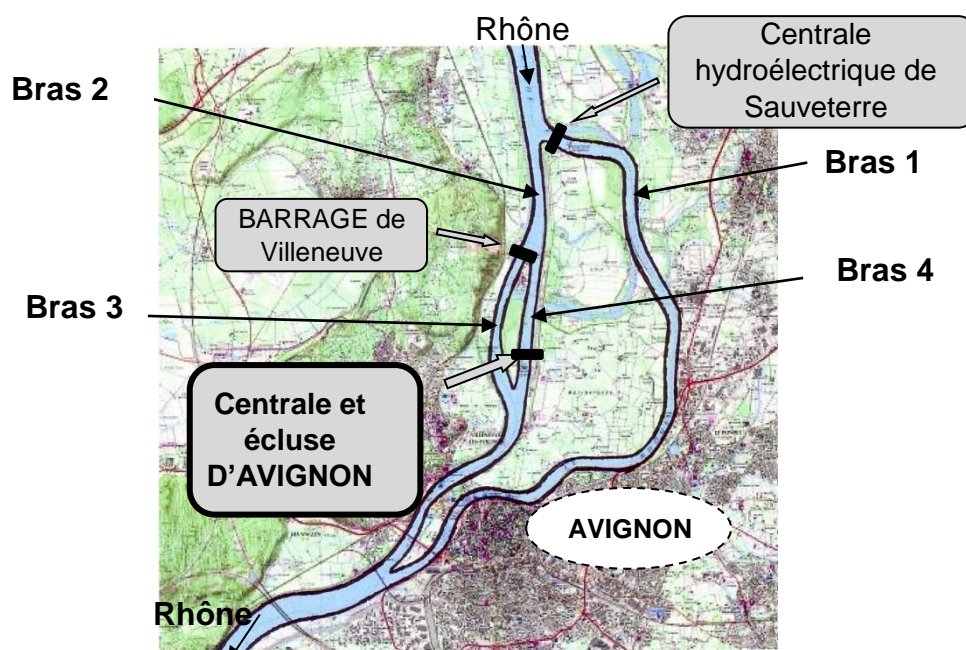 Rhône
Centrale
hydroélectrique de
Sauveterre
Bras 2
Bras 1
BARRAGE de
Villeneuve
Bras 4
Bras 3
Centrale et
écluse
D'AVIGNON
AVIGNON
Rhône